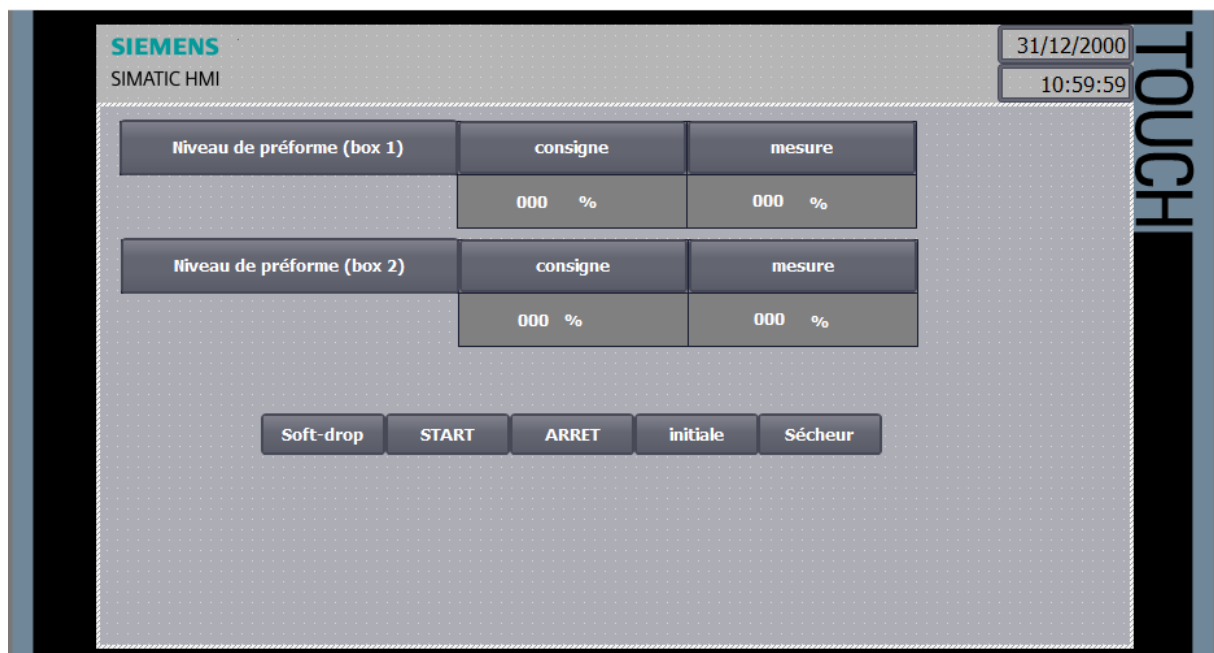 SIEMENS
31/12/2000
SIMATIC HMI
10:59:59
TOUCH
Niveau de préforme (box 1) consigne mesure
000 % 000 %
Niveau de préforme (box 2) consigne mesure
000 % 000 %
Soft-drop START ARRET initiale Sécheur